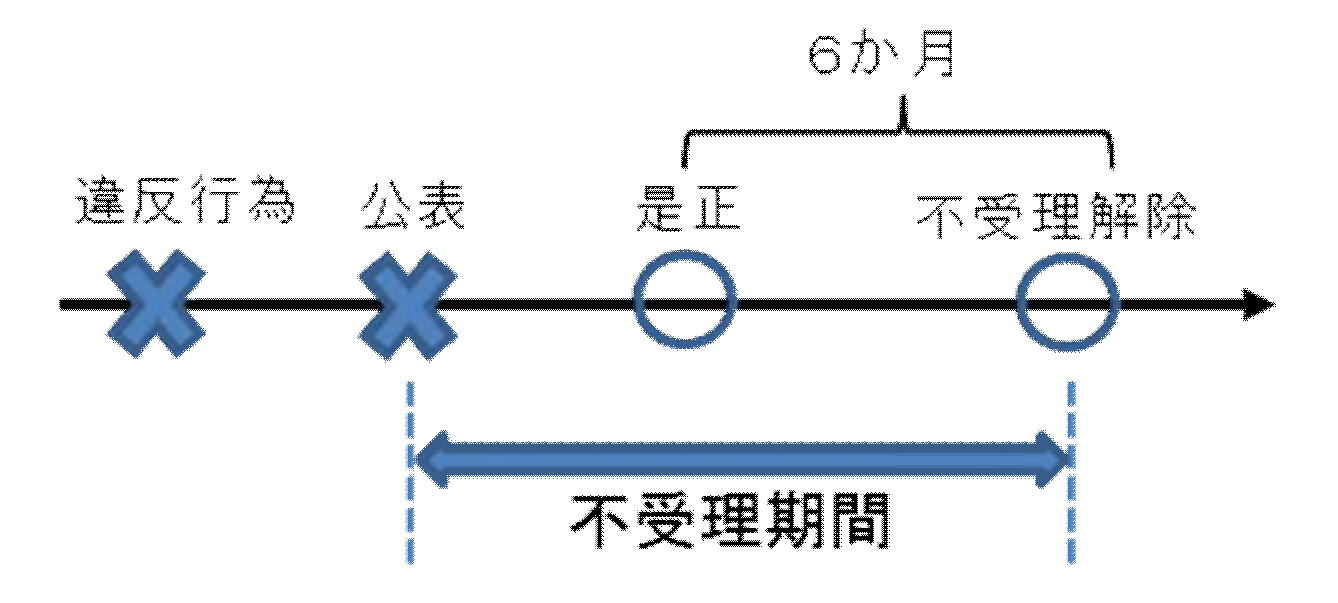 6か月
違反行為
公表
是正
不受理解除
不受理期間